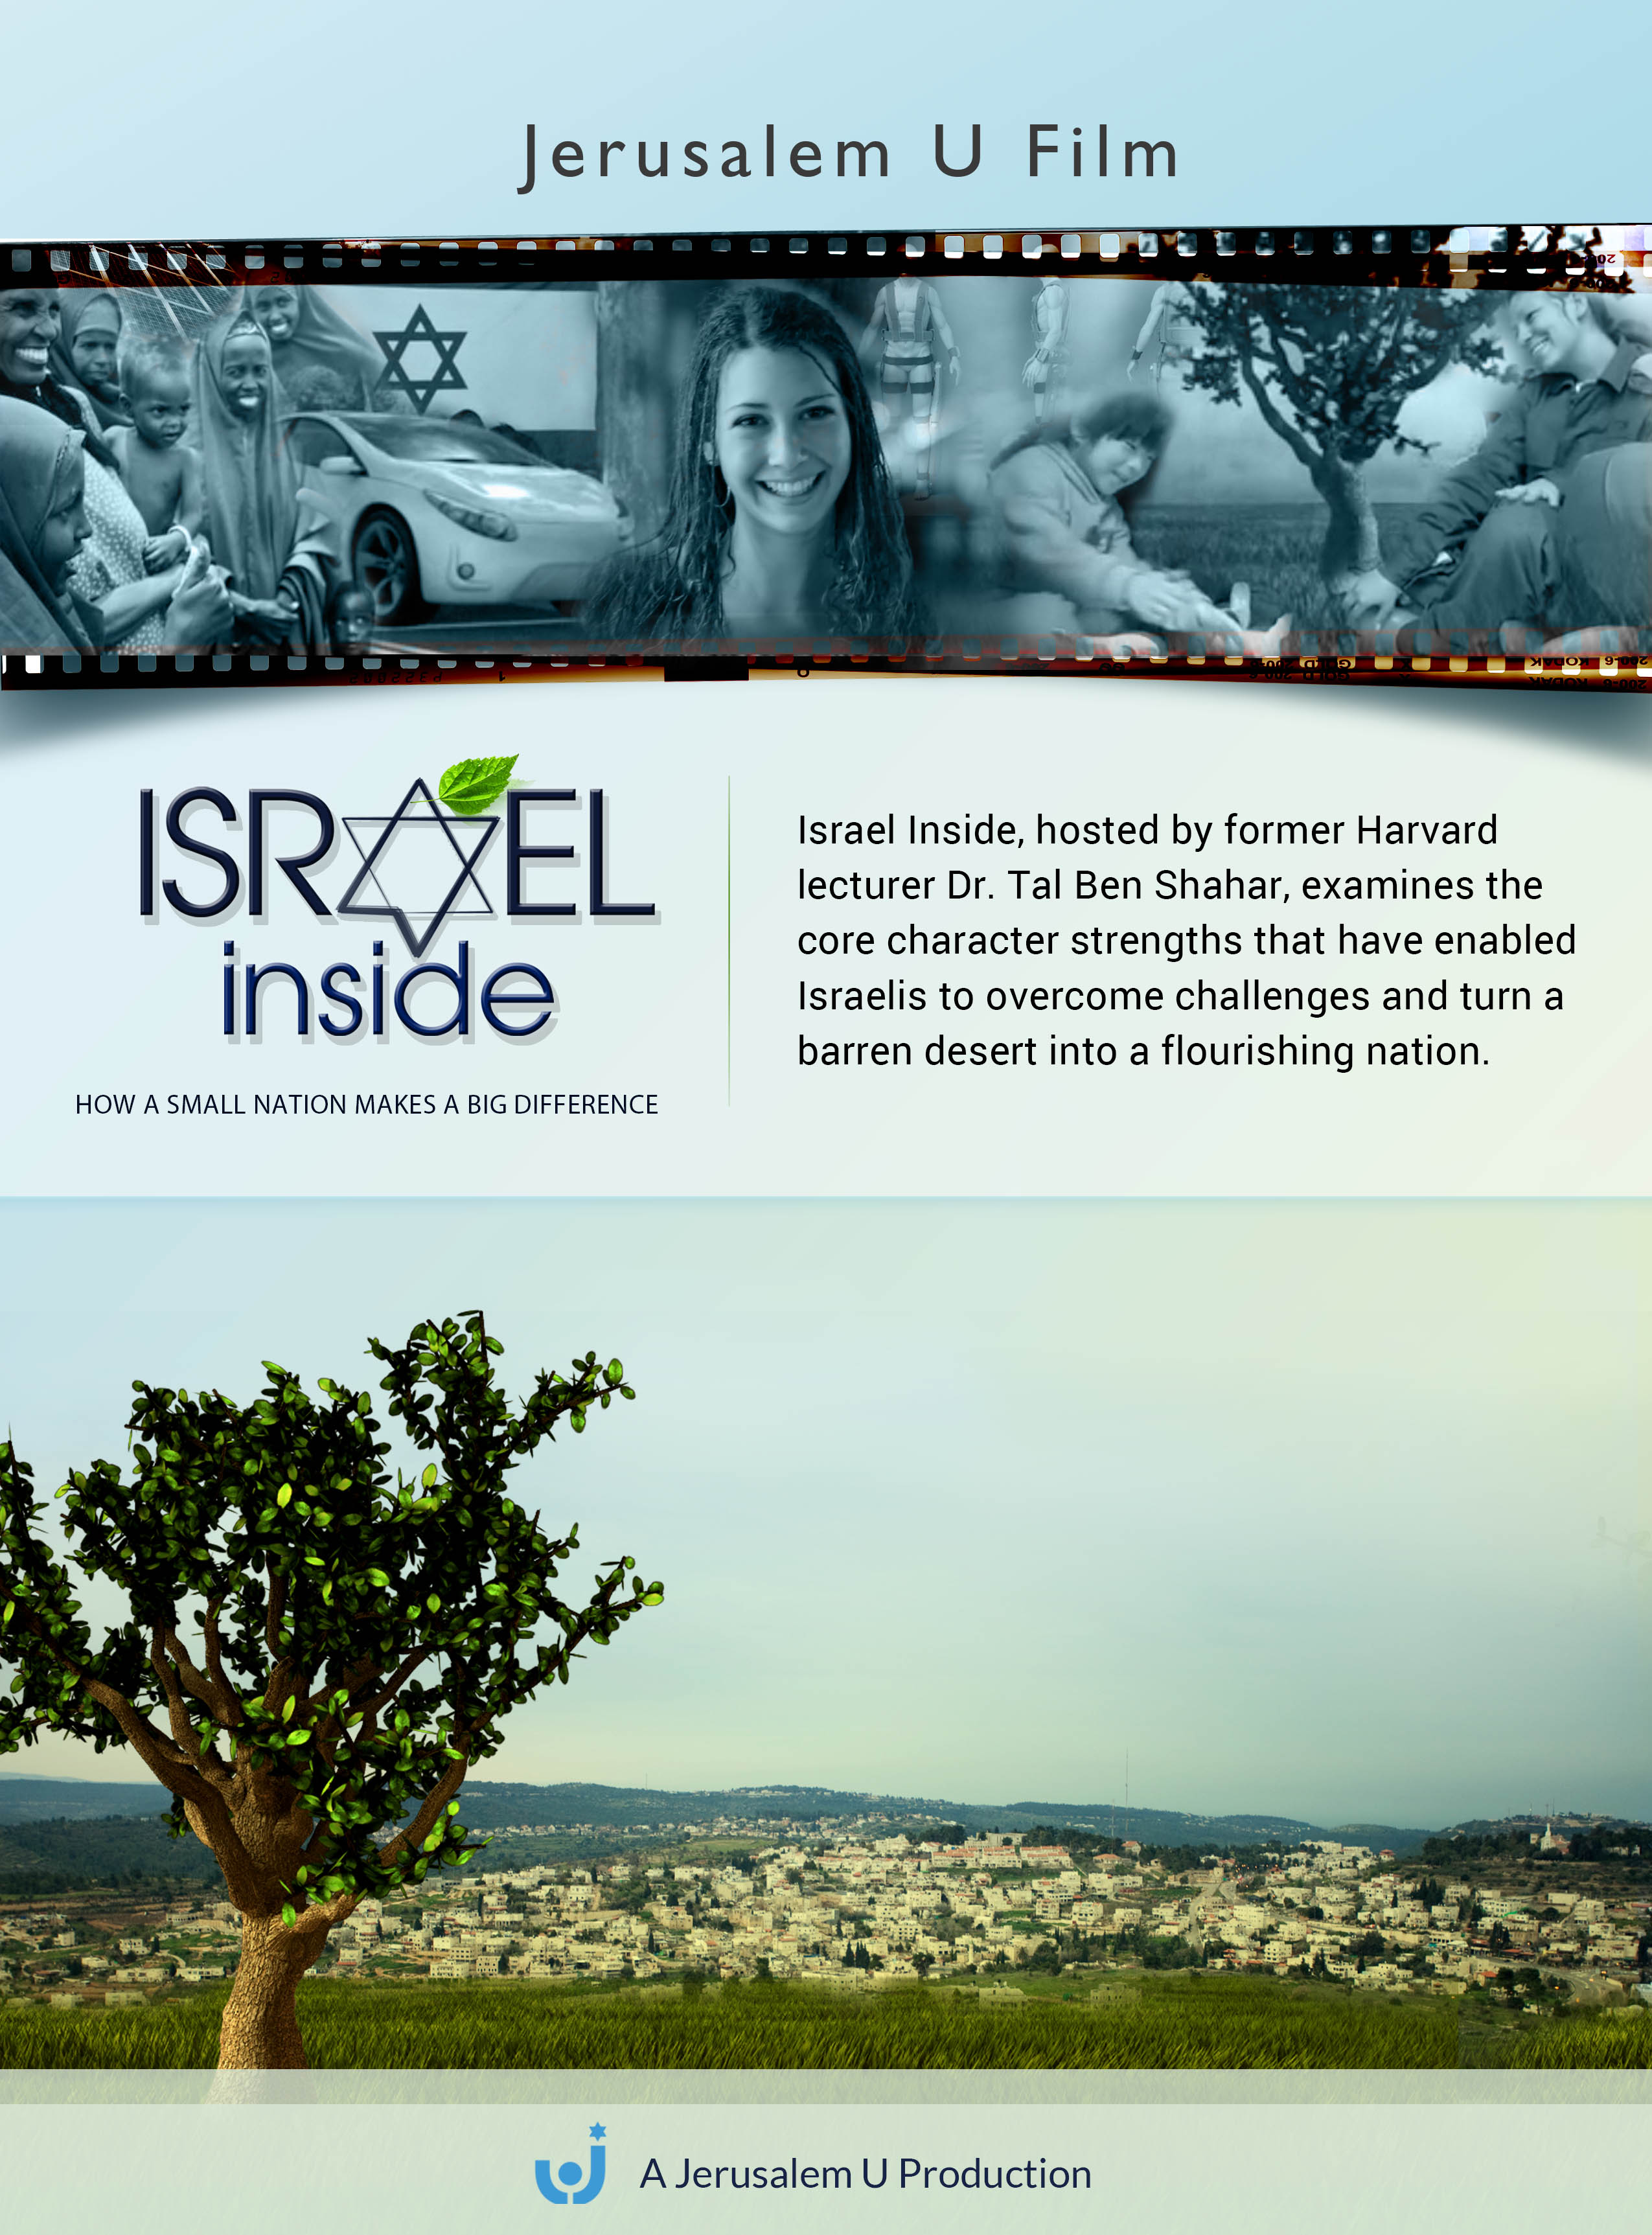 Jerusalem U Film
ISRAEL
inside
HOW A SMALL NATION MAKES A BIG DIFFERENCE
Israel Inside, hosted by former Harvard
lecturer Dr. Tal Ben Shahar, examines the
core character strengths that have enabled
Israelis to overcome challenges and turn a
barren desert into a flourishing nation.
A Jerusalem U Production